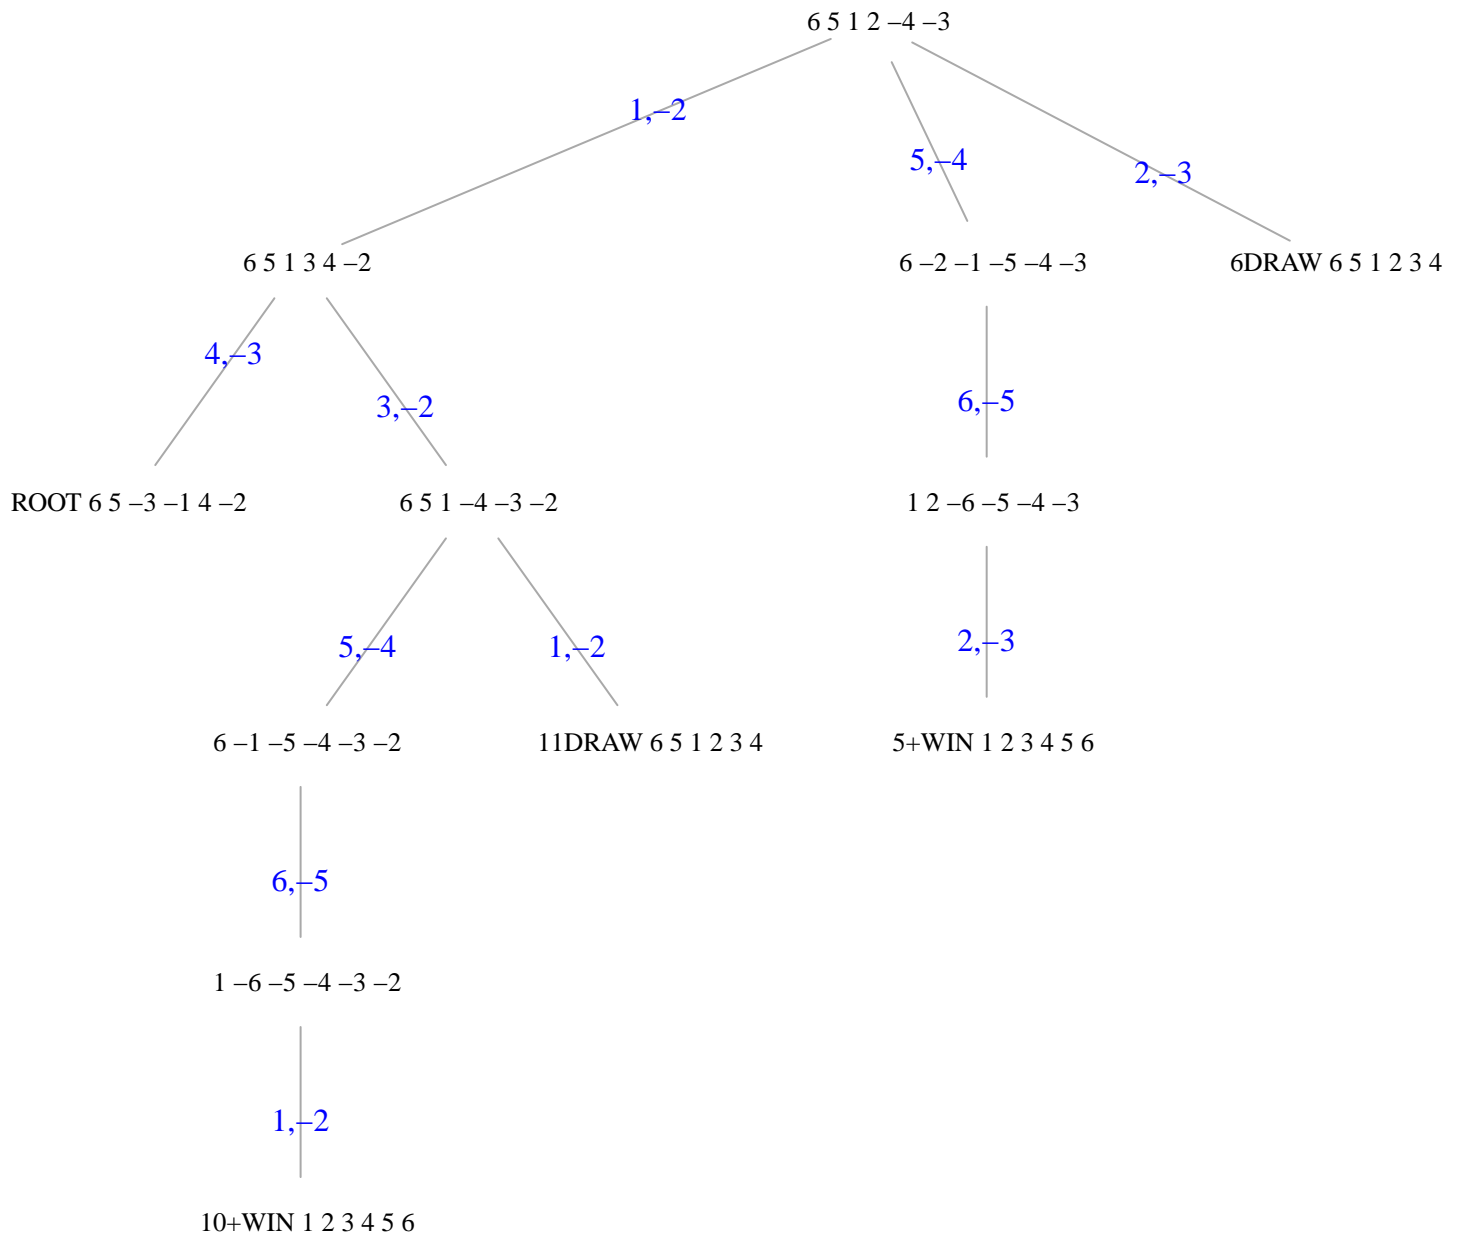 6 5 1 2 –4 –3
1,–2
5,–4
2,–3
6 5 1 3 4 –2
6 –2 –1 –5 –4 –3
6DRAW 6 5 1 2 3 4
4,–3
3,–2
6,–5
ROOT 6 5 –3 –1 4 –2
6 5 1 –4 –3 –2
1 2 –6 –5 –4 –3
5,–4
1,–2
2,–3
6 –1 –5 –4 –3 –2
11DRAW 6 5 1 2 3 4
5+WIN 1 2 3 4 5 6
6,–5
1 –6 –5 –4 –3 –2
1,–2
10+WIN 1 2 3 4 5 6